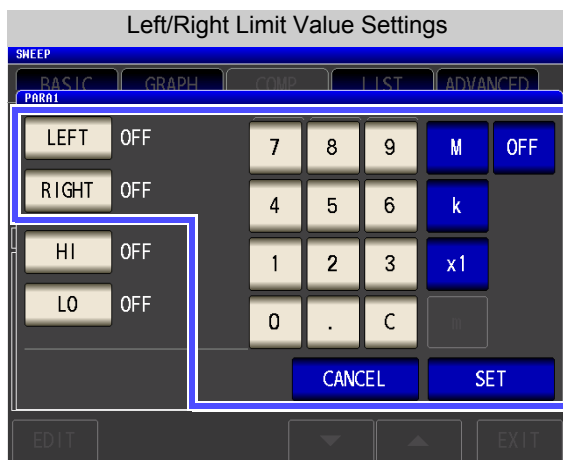 Left/Right Limit Value Settings
SWEEP
BASIC GRAPH COMP LIST ADVANCED
PARA1
LEFT OFF 7 8 9 M OFF
RIGHT OFF 4 5 6 k
HI OFF 1 2 3 x1
LO OFF 0 . C m
CANCEL SET
EDIT EXIT